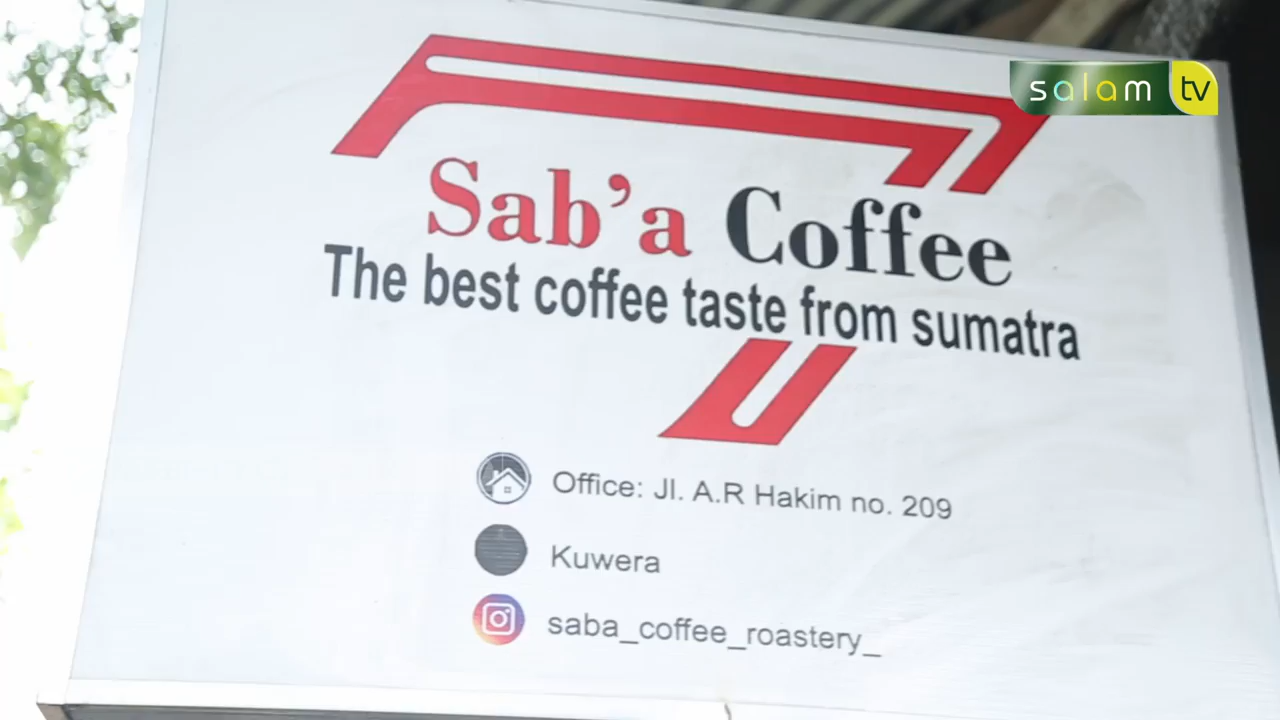 salam tv
Sab'a Coffee
The best coffee taste from sumatra
Office: Jl. A.R Hakim no. 209
Kuwera
saba_coffee_roastery_